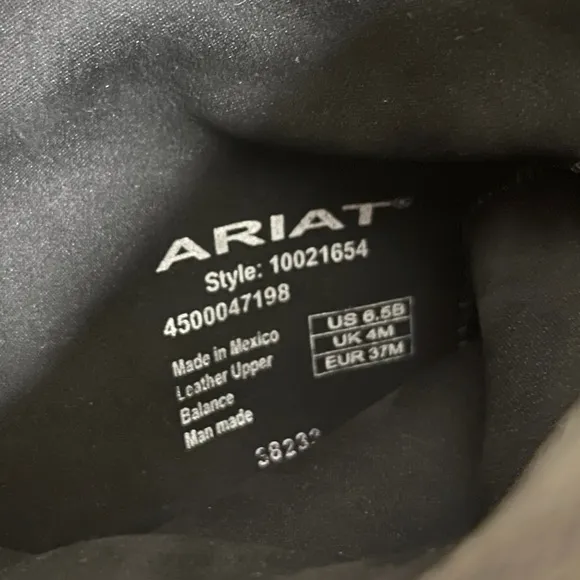 ARIAT®
Style: 10021654
4500047198
US 6.5B
UK 4M
EUR 37M
Made in Mexico
Leather Upper
Balance
Man made